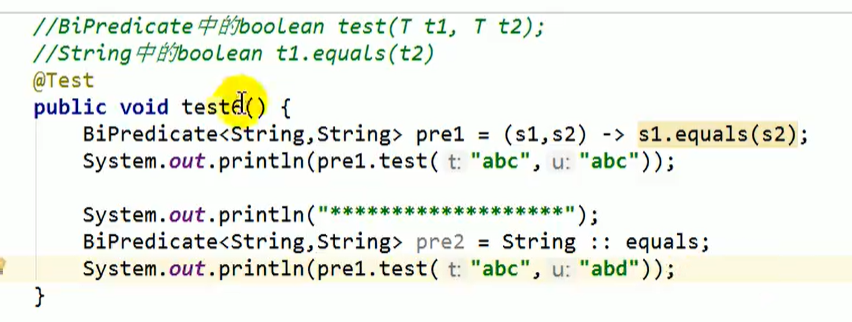 //BiPredicate中的boolean test(T t1, T t2);
//String中的boolean t1.equals(t2)
@Test
public void test6() {
BiPredicate<String,String> pre1 = (s1,s2) -> s1.equals(s2);
System.out.println(pre1.test( t: "abc", u: "abc"));
System.out.println("*******************");
BiPredicate<String,String> pre2 = String :: equals;
System.out.println(pre1.test( t: "abc", u: "abd"));
}